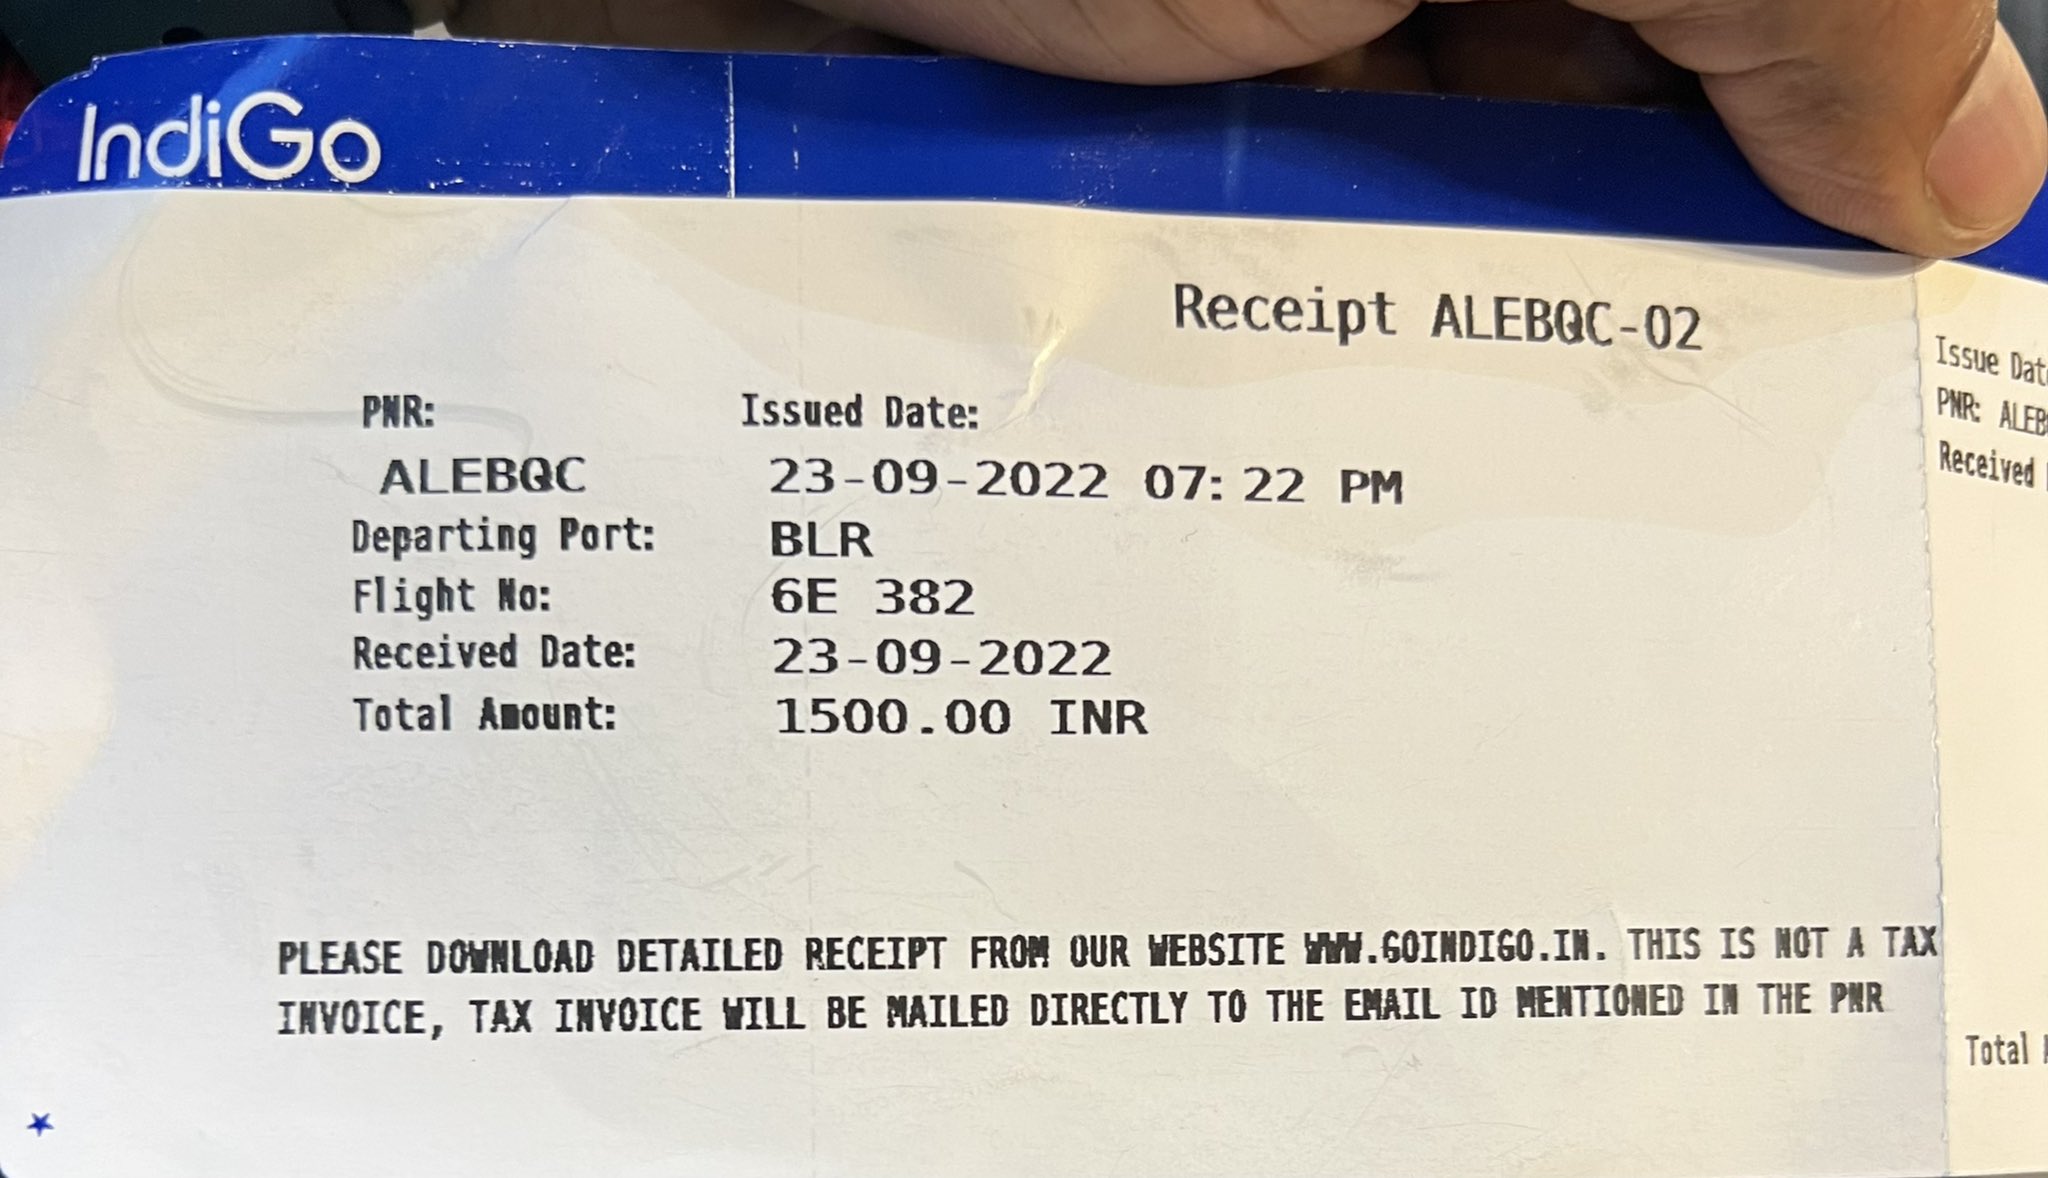 IndiGo
Receipt ALEBQC-02
PNR:
Issued Date:
ALEBQC
23-09-2022 07:22 PM
Departing Port:
BLR
Flight No:
6E 382
Received Date:
23-09-2022
Total Amount:
1500.00 INR
PLEASE DOWNLOAD DETAILED RECEIPT FROM OUR WEBSITE WWW.GOINDIGO.IN. THIS IS NOT A TAX
INVOICE, TAX INVOICE WILL BE MAILED DIRECTLY TO THE EMAIL ID MENTIONED IN THE PNR
Issue
PNR:
Received
Total